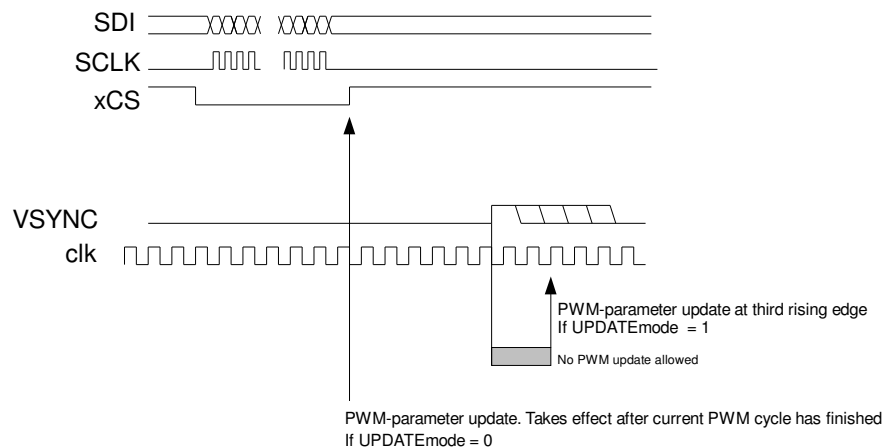 SDI
SCLK
xCS
VSYNC
clk
PWM-parameter update at third rising edge
If UPDATEmode = 1
No PWM update allowed
PWM-parameter update. Takes effect after current PWM cycle has finished
If UPDATEmode = 0